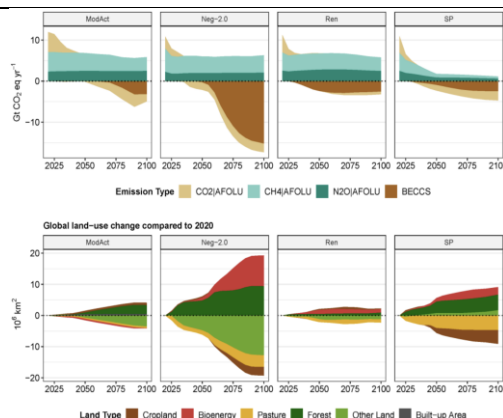 ModAct Neg-2.0 Ren SP
10
0
-10
Gt CO2 eq yr-1
2025 2050 2075 2100 2025 2050 2075 2100 2025 2050 2075 2100 2025 2050 2075 2100
Emission Type CO2|AFOLU CH4|AFOLU N2O|AFOLU BECCS
Global land-use change compared to 2020
ModAct Neg-2.0 Ren SP
20
10
0
-10
-20
10⁶ km²
2025 2050 2075 2100 2025 2050 2075 2100 2025 2050 2075 2100 2025 2050 2075 2100
Land Type Cropland Bioenergy Pasture Forest Other Land Built-up Area